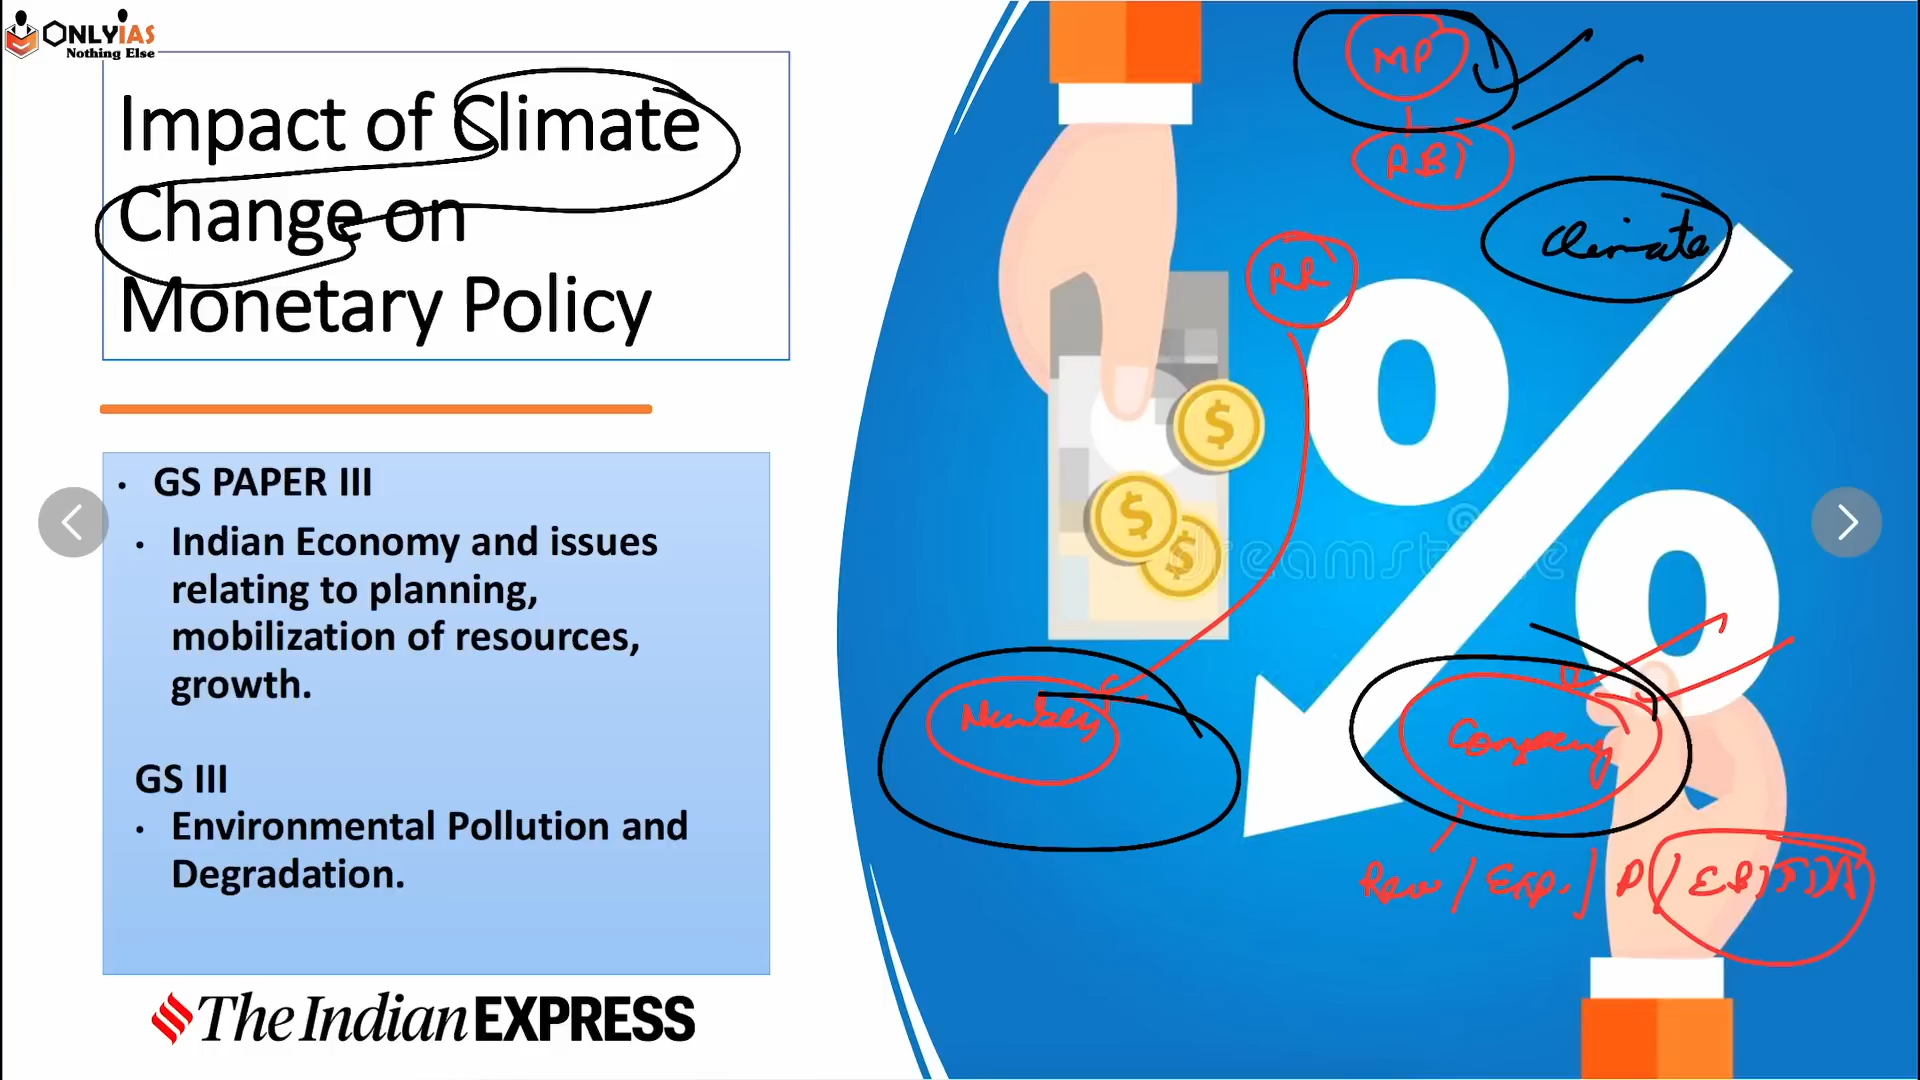 ONLYIAS
Nothing Else
Impact of Climate
Change on
Monetary Policy
GS PAPER III
Indian Economy and issues
relating to planning,
mobilization of resources,
growth.
GS III
Environmental Pollution and
Degradation.
The Indian EXPRESS
MP
RBI
Climate
RR
$
$
$
dreamstime
Company
Rev / Exp. / P / EBITDA